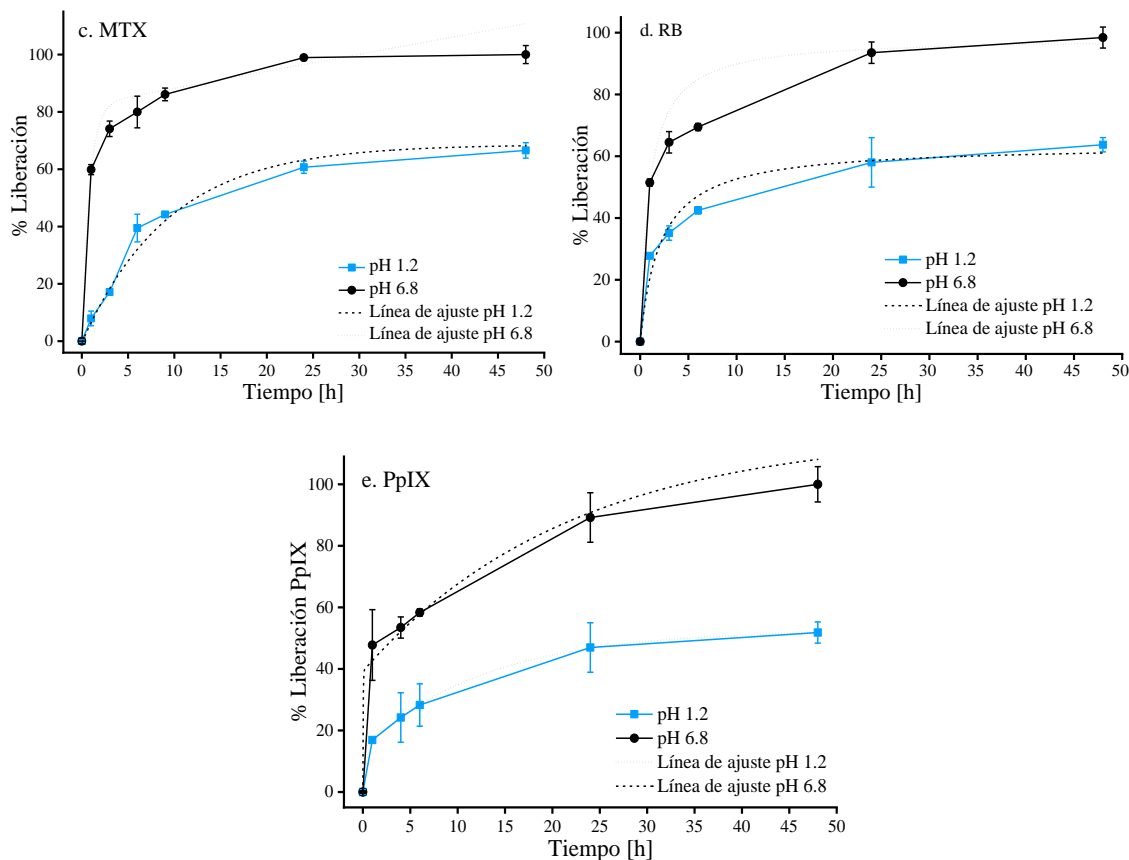 c. MTX
% Liberación
100
80
60
40
20
0
pH 1.2
pH 6.8
Línea de ajuste pH 1.2
Línea de ajuste pH 6.8
0 5 10 15 20 25 30 35 40 45 50
Tiempo [h]
d. RB
% Liberación
100
80
60
40
20
0
pH 1.2
pH 6.8
Línea de ajuste pH 1.2
Línea de ajuste pH 6.8
0 5 10 15 20 25 30 35 40 45 50
Tiempo [h]
e. PpIX
% Liberación PpIX
100
80
60
40
20
0
pH 1.2
pH 6.8
Línea de ajuste pH 1.2
Línea de ajuste pH 6.8
0 5 10 15 20 25 30 35 40 45 50
Tiempo [h]